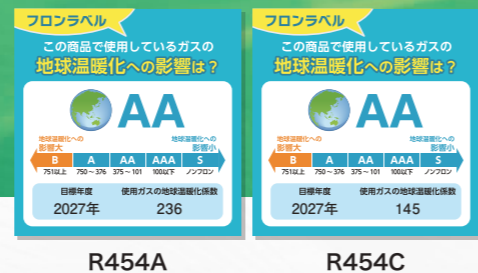 フロンラベル
この商品で使用しているガスの
地球温暖化への影響は？
AA
地球温暖化への
影響大
地球温暖化への
影響小
B A AA AAA S
751以上 750～376 375～101 100以下 ノンフロン
目標年度 使用ガスの地球温暖化係数
2027年 236
R454A
フロンラベル
この商品で使用しているガスの
地球温暖化への影響は？
AA
地球温暖化への
影響大
地球温暖化への
影響小
B A AA AAA S
751以上 750～376 375～101 100以下 ノンフロン
目標年度 使用ガスの地球温暖化係数
2027年 145
R454C